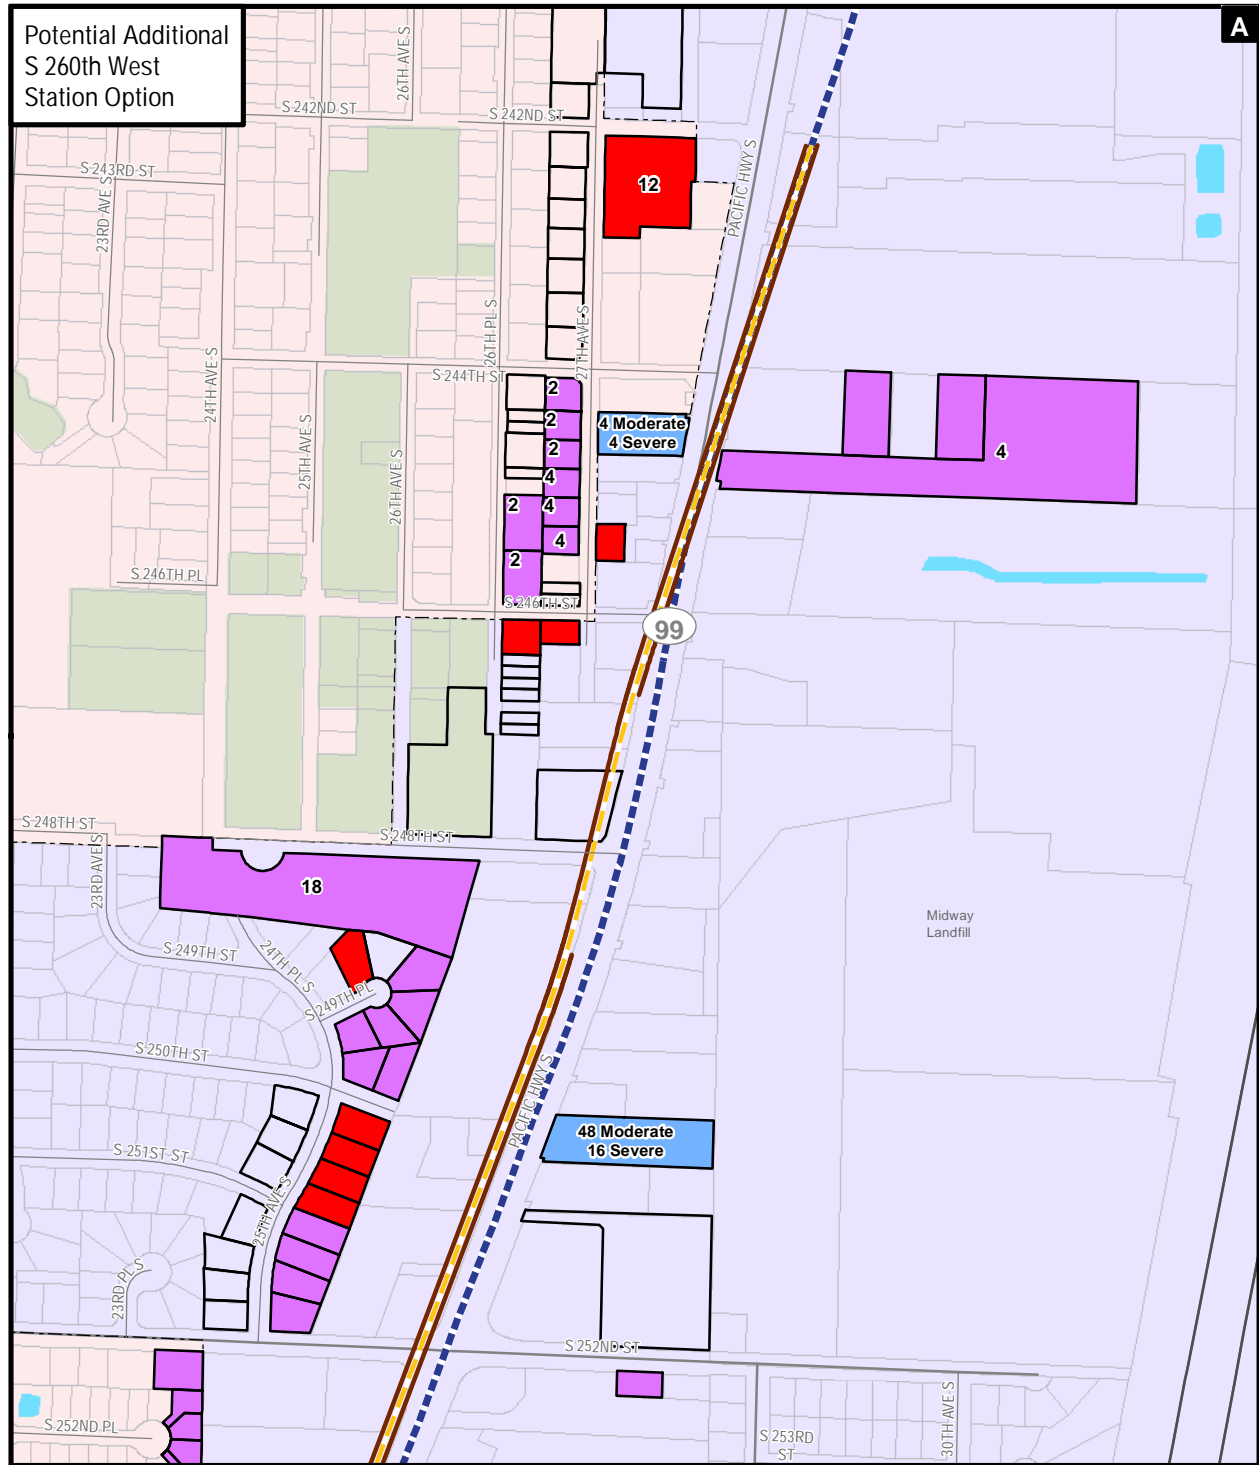 Potential Additional
S 260th West
Station Option
A
26TH AVE S
S 242ND ST
S 242ND ST
S 243RD ST
23RD AVE S
12
PACIFIC HWY S
26TH PL S
27TH AVE S
24TH AVE S
S 244TH ST
2
2
2
4
4
4
2
2
4 Moderate
4 Severe
4
25TH AVE S
26TH AVE S
S 246TH PL
S 246TH ST
99
S 248TH ST
S 248TH ST
23RD AVE S
18
Midway
Landfill
S 249TH ST
24TH PL S
S 249TH PL
S 250TH ST
PACIFIC HWY S
48 Moderate
16 Severe
S 251ST ST
25TH AVE S
23RD PL S
S 252ND ST
S 252ND PL
S 253RD
ST
30TH AVE S